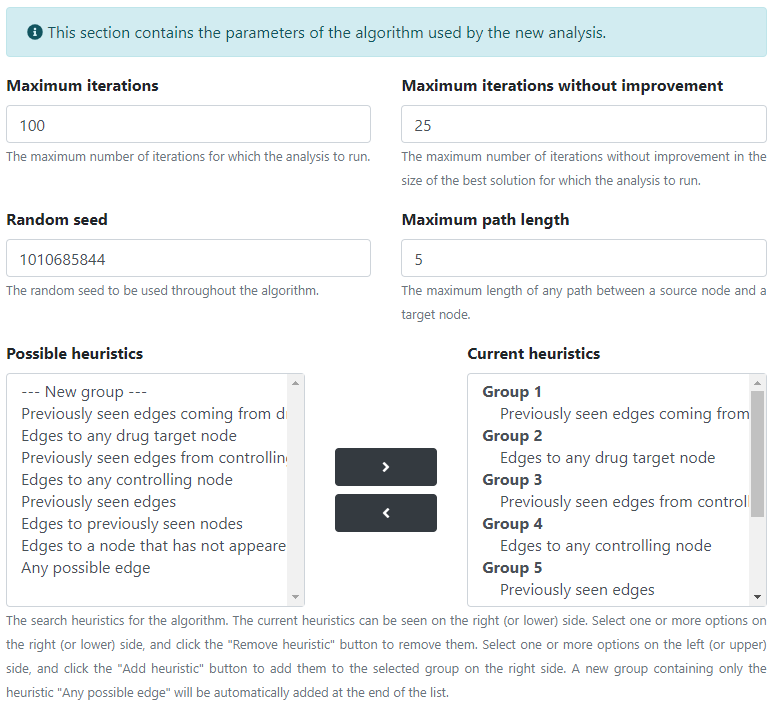 This section contains the parameters of the algorithm used by the new analysis.
Maximum iterations
100
The maximum number of iterations for which the analysis to run.
Maximum iterations without improvement
25
The maximum number of iterations without improvement in the
size of the best solution for which the analysis to run.
Random seed
1010685844
The random seed to be used throughout the algorithm.
Maximum path length
5
The maximum length of any path between a source node and a
target node.
Possible heuristics
--- New group ---
Previously seen edges coming from
Edges to any drug target node
Previously seen edges from controllin
Edges to any controlling node
Previously seen edges
Edges to previously seen nodes
Edges to a node that has not appeare
Any possible edge
>
<
Current heuristics
Group 1
Previously seen edges coming from
Group 2
Edges to any drug target node
Group 3
Previously seen edges from control
Group 4
Edges to any controlling node
Group 5
Previously seen edges
The search heuristics for the algorithm. The current heuristics can be seen on the right (or lower) side. Select one or more options on
the right (or lower) side, and click the "Remove heuristic" button to remove them. Select one or more options on the left (or upper)
side, and click the "Add heuristic" button to add them to the selected group on the right side. A new group containing only the
heuristic "Any possible edge" will be automatically added at the end of the list.